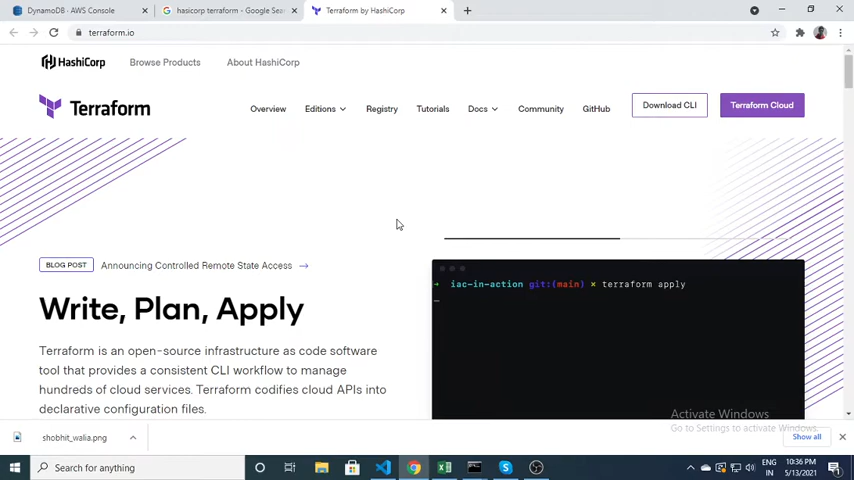 DynamoDB · AWS Console
hasicorp terraform - Google Sea
Terraform by HashiCorp
terraform.io
HashiCorp
Browse Products
About HashiCorp
Terraform
Overview
Editions
Registry
Tutorials
Docs
Community
GitHub
Download CLI
Terraform Cloud
BLOG POST
Announcing Controlled Remote State Access
Write, Plan, Apply
Terraform is an open-source infrastructure as code software
tool that provides a consistent CLI workflow to manage
hundreds of cloud services. Terraform codifies cloud APIs into
declarative configuration files.
iac-in-action git:(main) × terraform apply
Activate Windows
Go to Settings to activate Windows.
shobhit_walia.png
Show all
Search for anything
ENG
IN
10:36 PM
5/13/2021
1